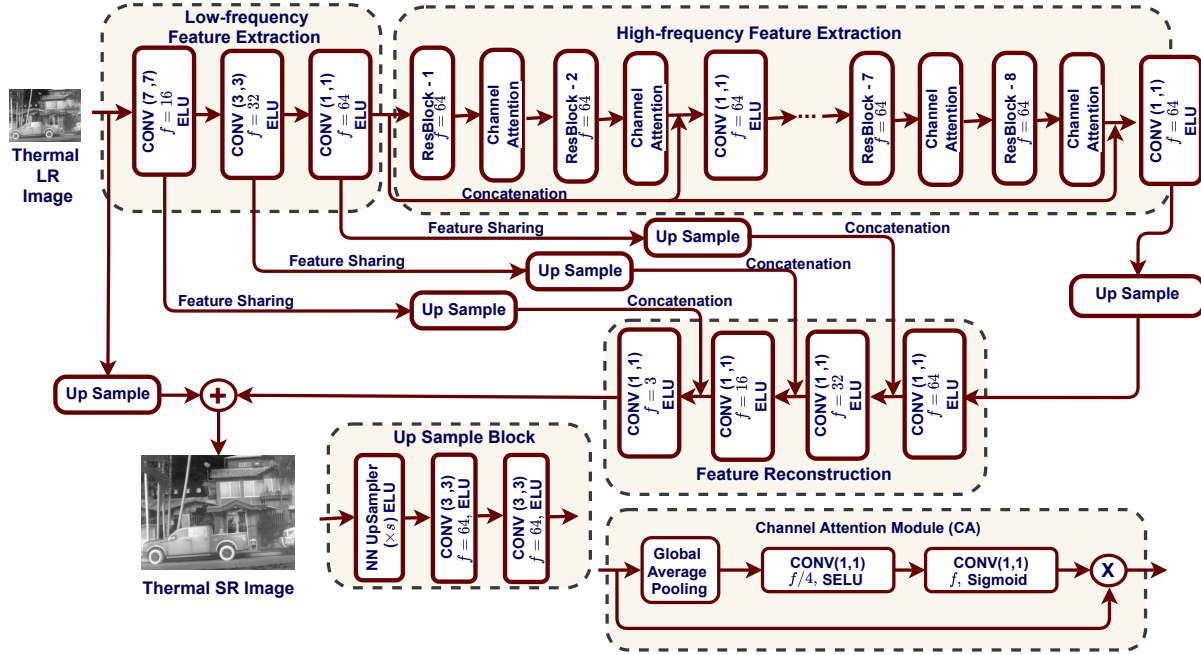 Low-frequency
Feature Extraction
High-frequency Feature Extraction
Thermal
LR
Image
CONV (7, 7)
f = 16
ELU
CONV (3 ,3)
f = 32
ELU
CONV (1 ,1)
f = 64
ELU
ResBlock - 1
f = 64
Channel
Attention
ResBlock - 2
f = 64
Channel
Attention
CONV (1 ,1)
f = 64
ELU
...
ResBlock - 7
f = 64
Channel
Attention
ResBlock - 8
f = 64
Channel
Attention
CONV (1 ,1)
f = 64
ELU
Concatenation
Feature Sharing
Up Sample
Concatenation
Feature Sharing
Up Sample
Concatenation
Feature Sharing
Up Sample
Concatenation
Up Sample
Up Sample
+
CONV (1 ,1)
f = 3
ELU
CONV (1 ,1)
f = 16
ELU
CONV (1 ,1)
f = 32
ELU
CONV (1 ,1)
f = 64
ELU
Feature Reconstruction
Thermal SR Image
Up Sample Block
NN UpSampler
(×s) ELU
CONV (3 ,3)
f = 64, ELU
CONV (3 ,3)
f = 64, ELU
Channel Attention Module (CA)
Global
Average
Pooling
CONV(1,1)
f/4, SELU
CONV(1,1)
f, Sigmoid
X